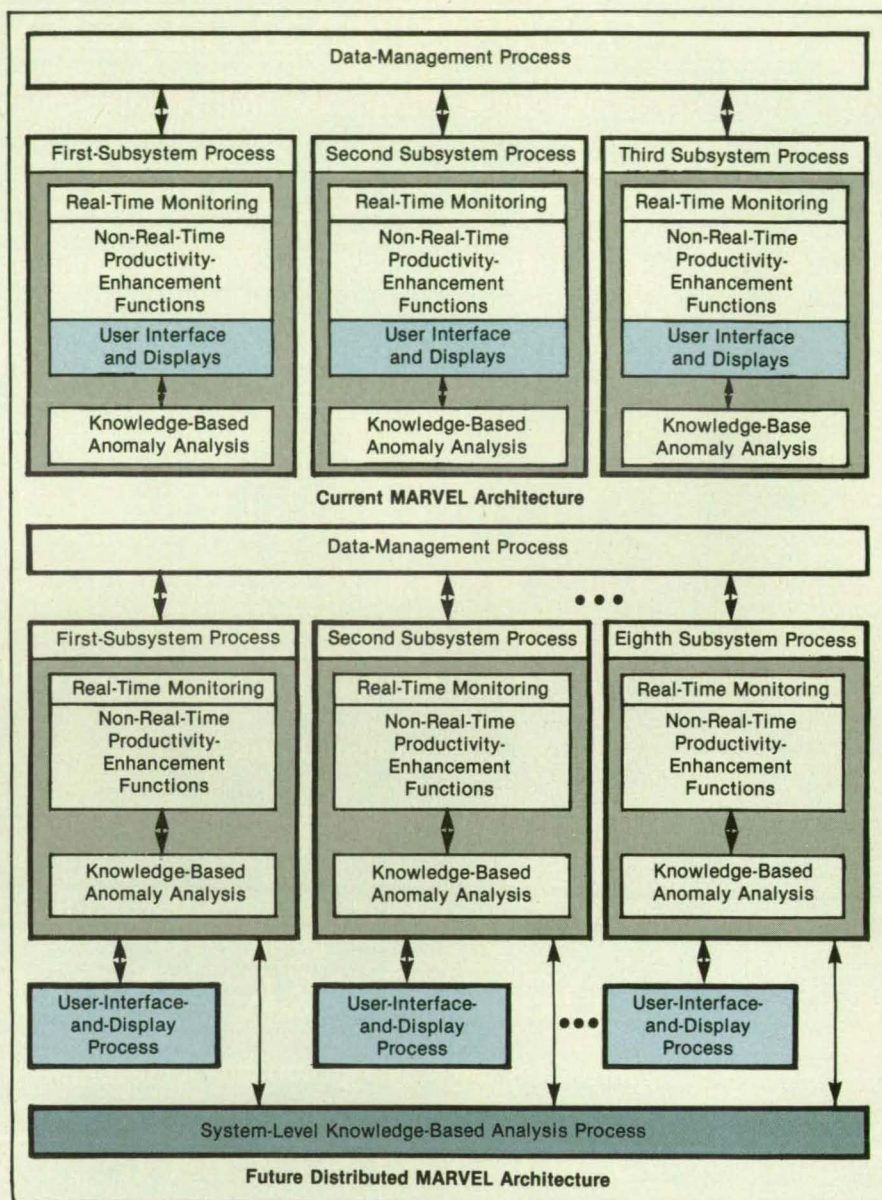 Data-Management Process
First-Subsystem Process
Real-Time Monitoring
Non-Real-Time
Productivity-
Enhancement
Functions
User Interface
and Displays
Knowledge-Based
Anomaly Analysis
Second Subsystem Process
Real-Time Monitoring
Non-Real-Time
Productivity-
Enhancement
Functions
User Interface
and Displays
Knowledge-Based
Anomaly Analysis
Third Subsystem Process
Real-Time Monitoring
Non-Real-Time
Productivity-
Enhancement
Functions
User Interface
and Displays
Knowledge-Base
Anomaly Analysis
Current MARVEL Architecture
Data-Management Process
First-Subsystem Process
Real-Time Monitoring
Non-Real-Time
Productivity-
Enhancement
Functions
Knowledge-Based
Anomaly Analysis
User-Interface-
and-Display
Process
Second Subsystem Process
Real-Time Monitoring
Non-Real-Time
Productivity-
Enhancement
Functions
Knowledge-Based
Anomaly Analysis
User-Interface-
and-Display
Process
Eighth Subsystem Process
Real-Time Monitoring
Non-Real-Time
Productivity-
Enhancement
Functions
Knowledge-Based
Anomaly Analysis
User-Interface-
and-Display
Process
System-Level Knowledge-Based Analysis Process
Future Distributed MARVEL Architecture